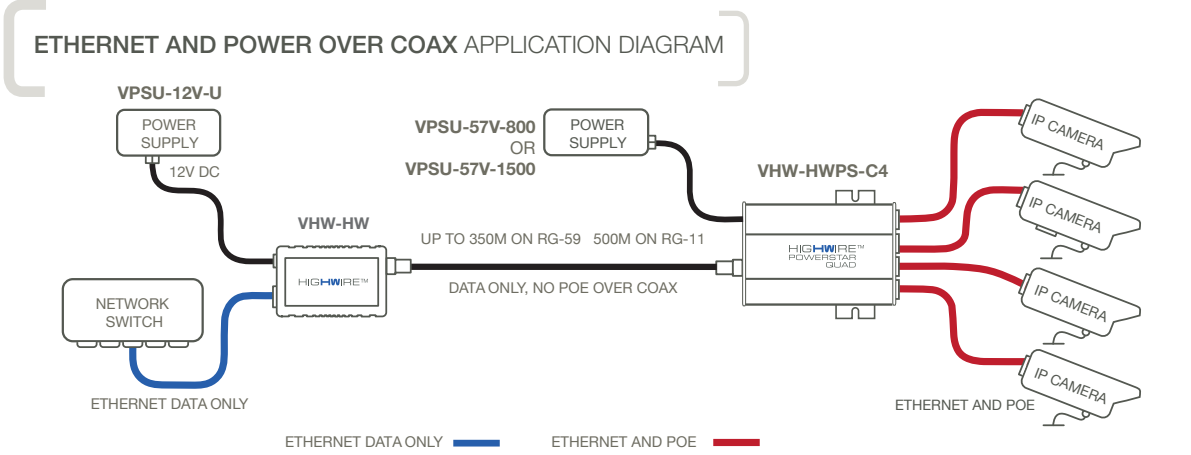 ETHERNET AND POWER OVER COAX APPLICATION DIAGRAM
VPSU-12V-U
POWER
SUPPLY
12V DC
VPSU-57V-800
OR
VPSU-57V-1500
POWER
SUPPLY
VHW-HWPS-C4
IP CAMERA
IP CAMERA
IP CAMERA
IP CAMERA
VHW-HW
HIGHWIRE™
UP TO 350M ON RG-59 500M ON RG-11
DATA ONLY, NO POE OVER COAX
HIGHWIRE™
POWERSTAR
QUAD
NETWORK
SWITCH
ETHERNET DATA ONLY
ETHERNET AND POE
ETHERNET DATA ONLY
ETHERNET AND POE